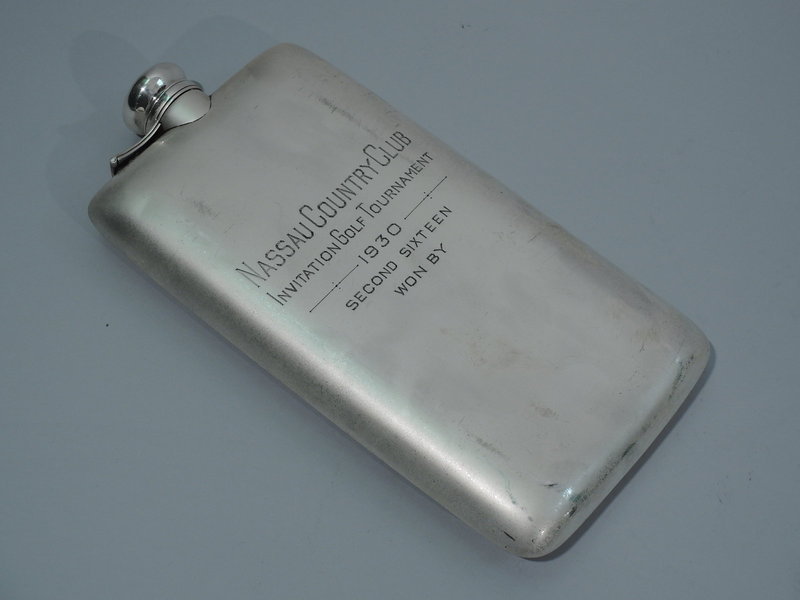 Nassau Country Club
Invitation Golf Tournament
1930
SECOND SIXTEEN
WON BY